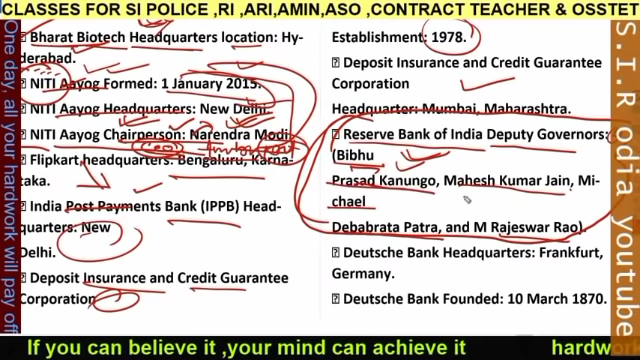 CLASSES FOR SI POLICE ,RI ,ARI,AMIN,ASO ,CONTRACT TEACHER & OSSTET
One day, all your hardwork will pay off
Bharat Biotech Headquarters location: Hy-
derabad.
NITI Aayog Formed: 1 January 2015.
NITI Aayog Headquarters: New Delhi.
NITI Aayog Chairperson: Narendra Modi
Flipkart headquarters: Bengaluru, Karna-
taka.
India Post Payments Bank (IPPB) Head-
quarters: New
Delhi.
Deposit Insurance and Credit Guarantee
Corporation
Establishment: 1978.
Deposit Insurance and Credit Guarantee
Corporation
Headquarter: Mumbai, Maharashtra.
Reserve Bank of India Deputy Governors:
(Bibhu
Prasad Kanungo, Mahesh Kumar Jain, Mi-
chael
Debabrata Patra, and M Rajeswar Rao).
Deutsche Bank Headquarters: Frankfurt,
Germany.
Deutsche Bank Founded: 10 March 1870.
S.I.R odia youtube
If you can believe it ,your mind can achieve it
hardwork